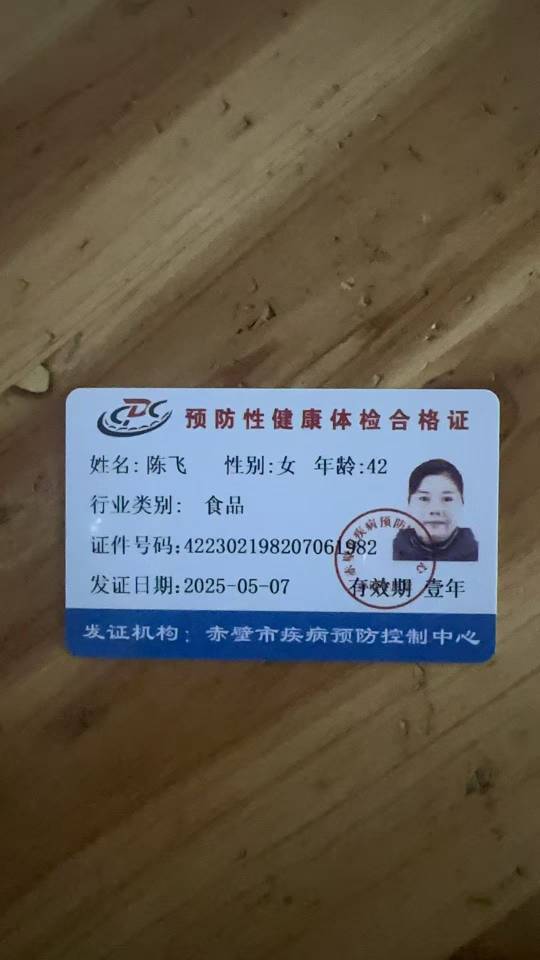 CDC 预防性健康体检合格证
姓名: 陈飞 性别:女 年龄:42
行业类别: 食品
证件号码:422302198207061982
发证日期:2025-05-07 有效期 壹年
发证机构: 赤壁市疾病预防控制中心